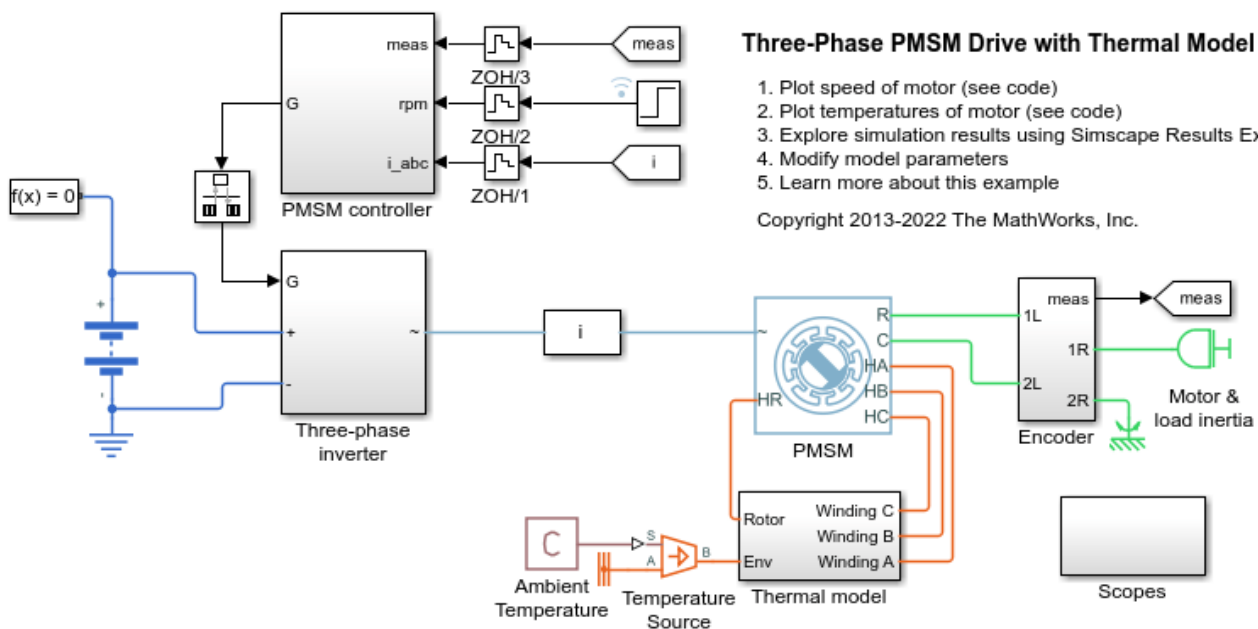 meas
ZOH/3
meas
Three-Phase PMSM Drive with Thermal Model
1. Plot speed of motor (see code)
2. Plot temperatures of motor (see code)
3. Explore simulation results using Simscape Results Ex
4. Modify model parameters
5. Learn more about this example
Copyright 2013-2022 The MathWorks, Inc.
G
rpm
ZOH/2
i_abc
ZOH/1
i
PMSM controller
f(x) = 0
G
+
-
~
Three-phase
inverter
+
-
i
~
R
C
HA
HB
HC
HR
PMSM
1L
2L
meas
1R
2R
Encoder
meas
Motor &
load inertia
C
Ambient
Temperature
S
A
B
Temperature
Source
Rotor
Env
Winding C
Winding B
Winding A
Thermal model
Scopes